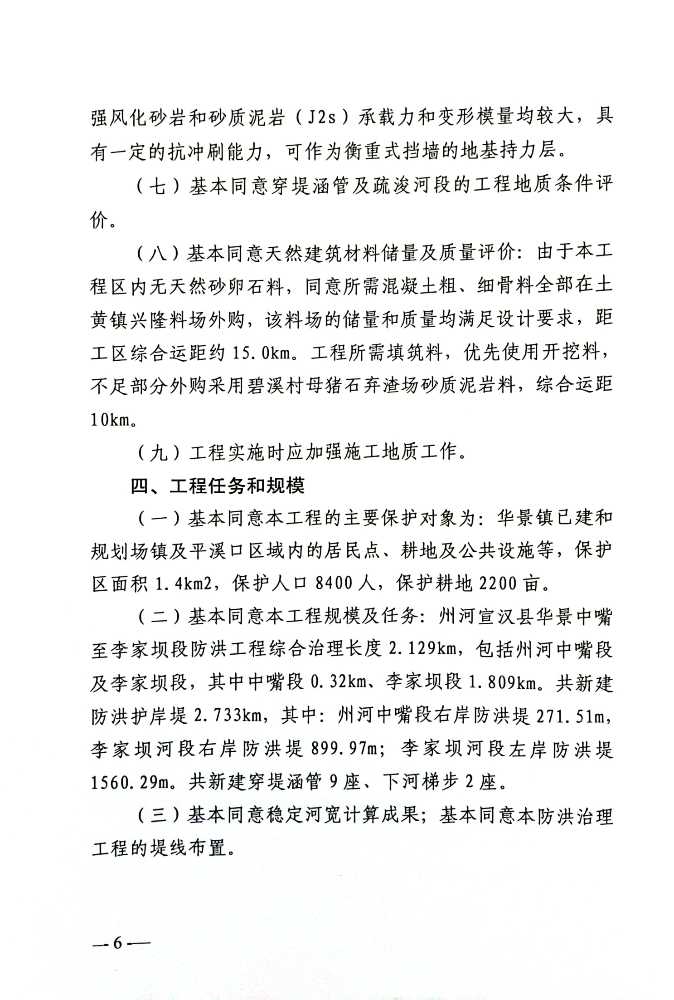 强风化砂岩和砂质泥岩（J2s）承载力和变形模量均较大，具
有一定的抗冲刷能力，可作为衡重式挡墙的地基持力层。
（七）基本同意穿堤涵管及疏浚河段的工程地质条件评
价。
（八）基本同意天然建筑材料储量及质量评价：由于本工
程区内无天然砂卵石料，同意所需混凝土粗、细骨料全部在土
黄镇兴隆料场外购，该料场的储量和质量均满足设计要求，距
工区综合运距约 15.0km。工程所需填筑料，优先使用开挖料，
不足部分外购采用碧溪村母猪石弃渣场砂质泥岩料，综合运距
10km。
（九）工程实施时应加强施工地质工作。
四、工程任务和规模
（一）基本同意本工程的主要保护对象为：华景镇已建和
规划场镇及平溪口区域内的居民点、耕地及公共设施等，保护
区面积 1.4km2，保护人口 8400 人，保护耕地 2200 亩。
（二）基本同意本工程规模及任务：州河宣汉县华景中嘴
至李家坝段防洪工程综合治理长度 2.129km，包括州河中嘴段
及李家坝段，其中中嘴段 0.32km、李家坝段 1.809km。共新建
防洪护岸堤 2.733km，其中：州河中嘴段右岸防洪堤 271.51m，
李家坝河段右岸防洪堤 899.97m；李家坝河段左岸防洪堤
1560.29m。共新建穿堤涵管 9 座、下河梯步 2 座。
（三）基本同意稳定河宽计算成果；基本同意本防洪治理
工程的堤线布置。
— 6 —